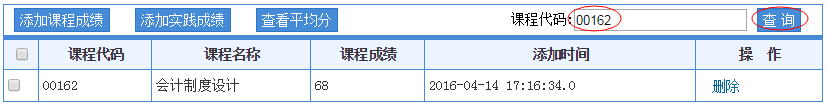 添加课程成绩 添加实践成绩 查看平均分 课程代码:00162 查 询
课程代码 课程名称 课程成绩 添加时间 操 作
00162 会计制度设计 68 2016-04-14 17:16:34.0 删除